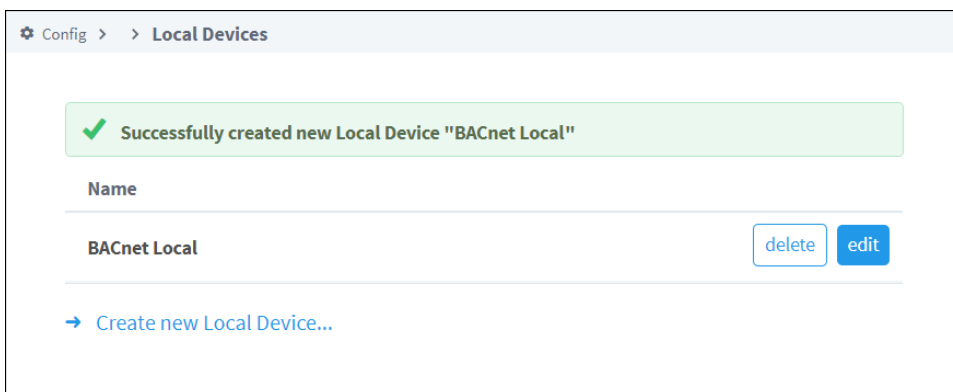 Config > > Local Devices
Successfully created new Local Device "BACnet Local"
Name
BACnet Local delete edit
→ Create new Local Device...